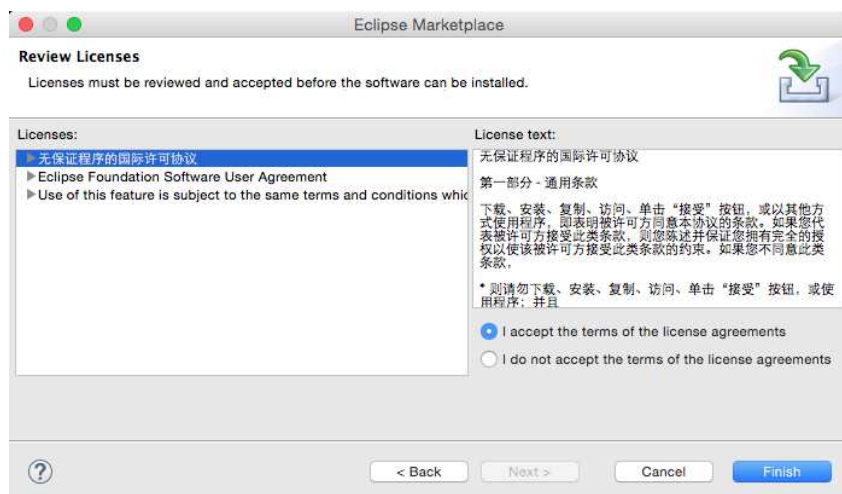 Eclipse Marketplace
Review Licenses
Licenses must be reviewed and accepted before the software can be installed.
Licenses:
无保证程序的国际许可协议
Eclipse Foundation Software User Agreement
Use of this feature is subject to the same terms and conditions whic
License text:
无保证程序的国际许可协议
第一部分 - 通用条款
下载、安装、复制、访问、单击“接受”按钮，或以其他方
式使用程序，即表明被许可方同意本协议的条款。如果您代
表被许可方接受此类条款，则您陈述并保证您拥有完全的授
权以使该被许可方接受此类条款的约束。如果您不同意此类
条款，
* 则请勿下载、安装、复制、访问、单击“接受”按钮，或使
用程序；并且
I accept the terms of the license agreements
I do not accept the terms of the license agreements
?
< Back
Next >
Cancel
Finish